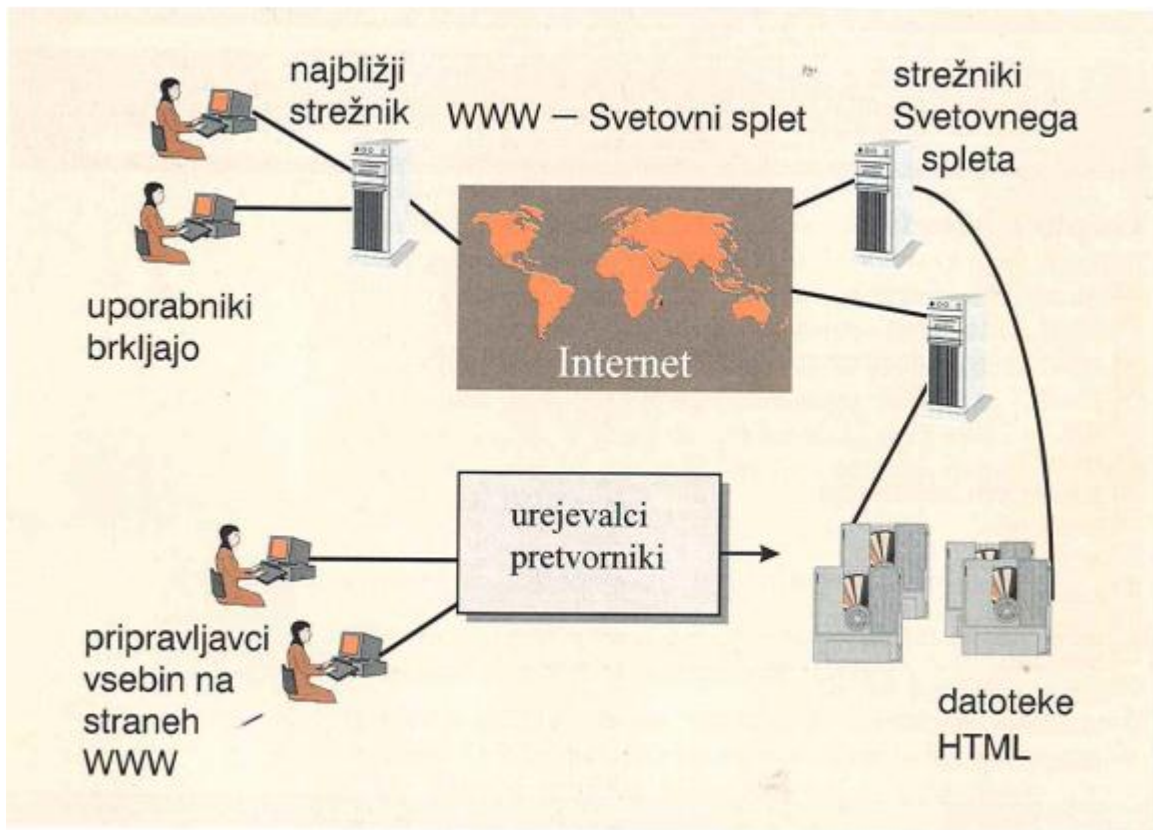 najbližji
strežnik
WWW – Svetovni splet
strežniki
Svetovnega
spleta
uporabniki
brkljajo
Internet
urejevalci
pretvorniki
pripravljavci
vsebin na
straneh
WWW
datoteke
HTML